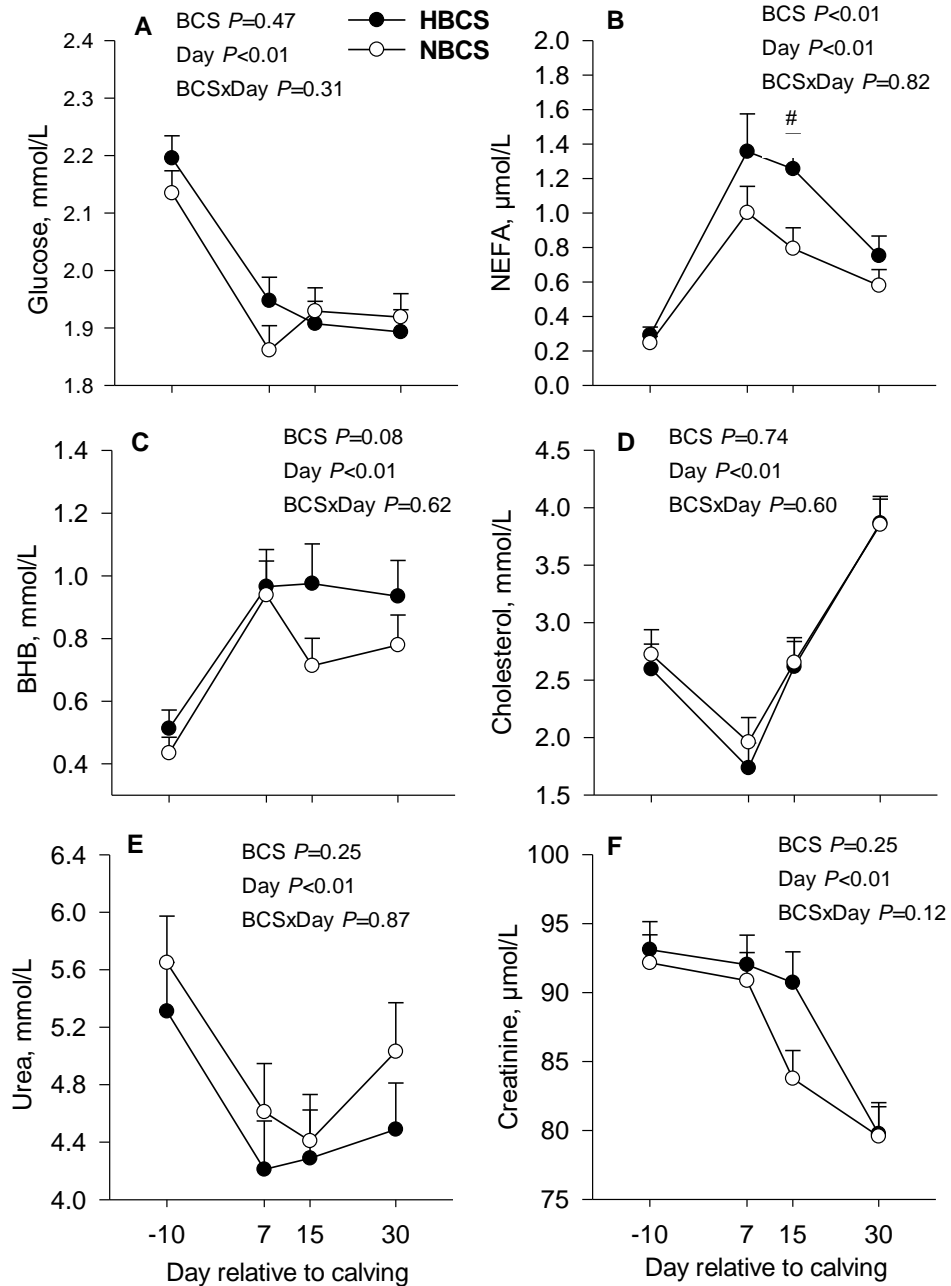 A
BCS P=0.47
Day P<0.01
BCSxDay P=0.31
HBCS
NBCS
Glucose, mmol/L
2.4
2.3
2.2
2.1
2.0
1.9
1.8
B
BCS P<0.01
Day P<0.01
BCSxDay P=0.82
#
NEFA, µmol/L
2.0
1.8
1.6
1.4
1.2
1.0
0.8
0.6
0.4
0.2
0.0
C
BCS P=0.08
Day P<0.01
BCSxDay P=0.62
BHB, mmol/L
1.4
1.2
1.0
0.8
0.6
0.4
D
BCS P=0.74
Day P<0.01
BCSxDay P=0.60
Cholesterol, mmol/L
4.5
4.0
3.5
3.0
2.5
2.0
1.5
E
BCS P=0.25
Day P<0.01
BCSxDay P=0.87
Urea, mmol/L
6.4
6.0
5.6
5.2
4.8
4.4
4.0
-10 7 15 30
Day relative to calving
F
BCS P=0.25
Day P<0.01
BCSxDay P=0.12
Creatinine, µmol/L
100
95
90
85
80
75
-10 7 15 30
Day relative to calving